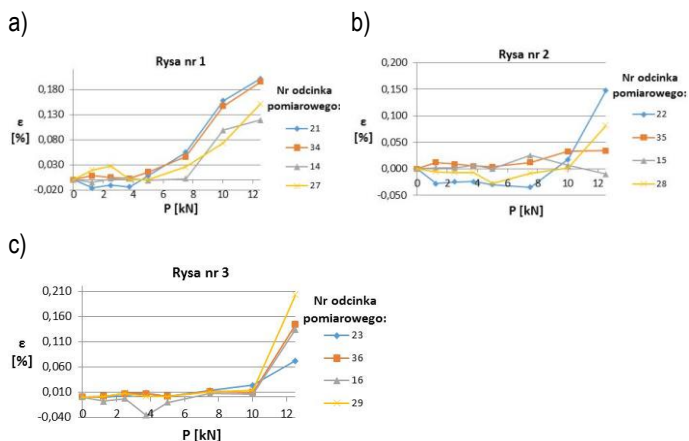 a)
Rysa nr 1
0,180
0,130
0,080
0,030
-0,020
ε
[%]
0 2 4 6 8 10 12
P [kN]
Nr odcinka
pomiarowego:
21
34
14
27
b)
Rysa nr 2
0,200
0,150
0,100
0,050
0,000
-0,050
ε
[%]
0 2 4 6 8 10 12
P [kN]
Nr odcinka
pomiarowego:
22
35
15
28
c)
Rysa nr 3
0,210
0,160
0,110
0,060
0,010
-0,040
ε
[%]
0 2 4 6 8 10 12
P [kN]
Nr odcinka
pomiarowego:
23
36
16
29